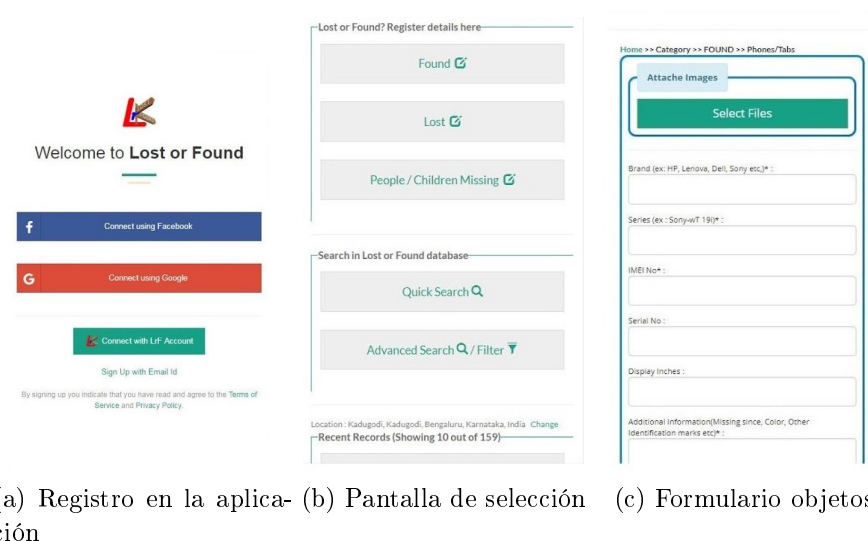 Welcome to Lost or Found
Connect using Facebook
Connect using Google
Connect with LrF Account
Sign Up with Email Id
By signing up you indicate that you have read and agree to the Terms of
Service and Privacy Policy.
Lost or Found? Register details here
Found
Lost
People / Children Missing
Search in Lost or Found database
Quick Search
Advanced Search / Filter
Location : Kadugodi, Kadugodi, Bengaluru, Karnataka, India Change
Recent Records (Showing 10 out of 159)
Home >> Category >> FOUND >> Phones/Tabs
Attache Images
Select Files
Brand (ex: HP, Lenova, Dell, Sony etc,)* :
Series (ex : Sony-wT 19i)* :
IMEI No* :
Serial No :
Display Inches :
Additional Information(Missing since, Color, Other
Identification marks etc)* :
(a) Registro en la aplica-
ción
(b) Pantalla de selección
(c) Formulario objetos